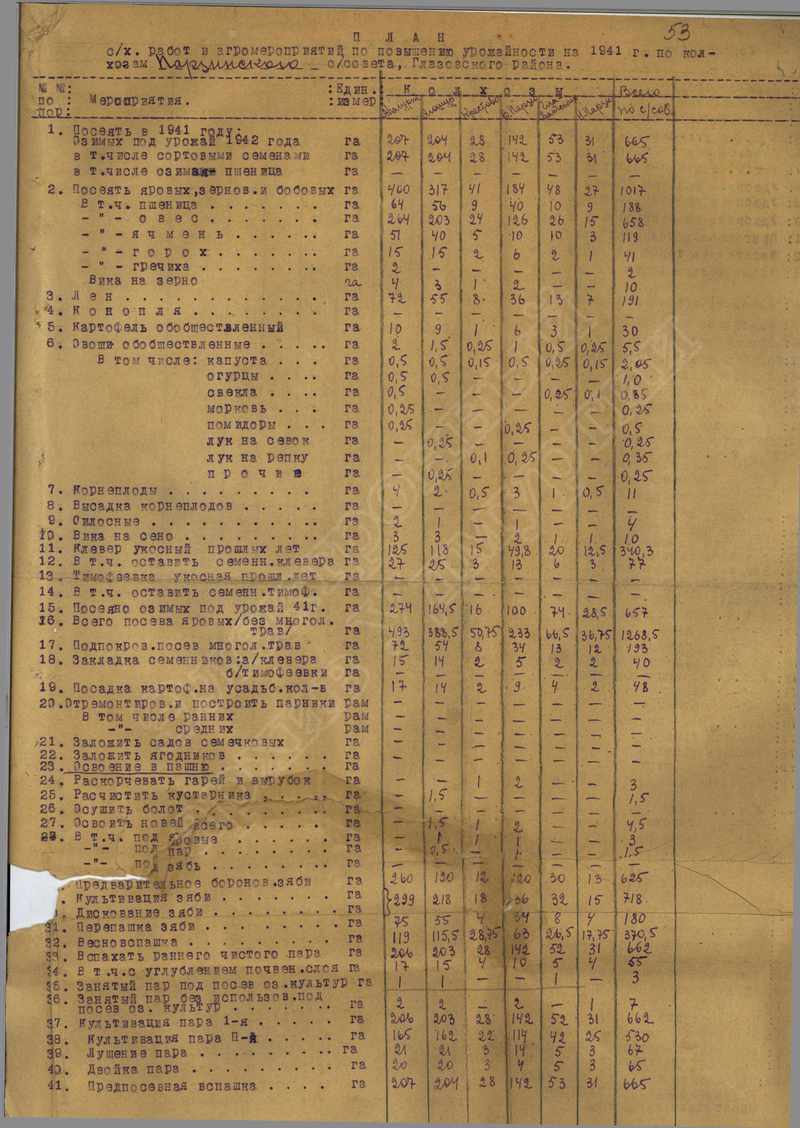 53
П Л А Н
с/х. работ и агромероприятий по повышению урожайности на 1941 г. по кол-
хозам Парзинского с/совета, Глазовского района.
№ №: : Един. К о л х о з ы Всего
по : Мероприятия. : измер по с/сов.
пор:
1. Посеять в 1941 году:
Озимых под урожай 1942 года га 207 204 28 142 53 31 665
в т.числе сортовыми семенами га 207 204 28 142 53 31 665
в т.числе озимая пшеница га — — — — — — —
2. Посеять яровых,зернов.и бобовых га 400 317 41 184 48 27 1017
В т.ч. пшеница . . . . . . . га 64 56 9 40 10 9 188
- " - о в е с . . . . . . . га 264 203 24 126 26 15 658
- " - я ч м е н ь . . . . . . га 51 40 5 10 10 3 119
- " - г о р о х . . . . . . га 15 15 2 6 2 1 41
- " - гречиха . . . . . . . га 2 — — — — — 2
Вика на зерно га 4 3 1 2 — — 10
3. Л е н . . . . . . . . . . . . . га 72 55 8 36 13 7 191
4. К о н о п л я . . . . . . . . га — — — — — — —
5. Картофель обобществленный га 10 9 1 6 3 1 30
6. Овощи обобществленные . . . . . га 2 1,5 0,25 1 0,5 0,25 5,5
В том числе: капуста . . . га 0,5 0,5 0,15 0,5 0,25 0,15 2,05
огурцы . . . . га 0,5 0,5 — — — — 1,0
свекла . . . . га 0,5 — — — 0,25 0,1 0,85
морковь . . . га 0,25 — — — — — 0,25
помидоры . . . га 0,25 — — 0,25 — — 0,5
лук на севок га — 0,25 — — — — 0,25
лук на репку га — — 0,1 0,25 — — 0,35
п р о ч и е га — 0,25 — — — — 0,25
7. Корнеплоды . . . . . . . . . га 4 2 0,5 3 1 0,5 11
8. Высадка корнеплодов . . . . . га — — — — — — —
9. Силосные . . . . . . . . . . . га 2 1 — 1 — — 4
10. Вика на сено . . . . . . . . . га 3 3 — 2 1 1 10
11. Клевер укосный прошлых лет га 125 118 15 49,8 20 12,5 340,3
12. В т.ч. оставить семенн.клевера га 27 25 3 13 6 3 77
13. Тимофеевка укосная прошл.лет га — — — — — — —
14. В т.ч. оставить семенн.тимоф. га — — — — — — —
15. Посеяно озимых под урожай 41г. га 274 164,5 16 100 74 28,5 657
16. Всего посева яровых/без многол.
трав/ га 493 388,5 50,75 233 66,5 36,75 1268,5
17. Подпокров.посев многол.трав га 72 54 8 34 13 12 193
18. Закладка семенников:а/клевера га 15 14 2 5 2 2 40
б/тимофеевки га — — — — — — —
19. Посадка картоф.на усадьб.кол-в га 17 14 2 9 4 2 48
20.Отремонтиров.и построить парники рам — — — — — — —
В том числе ранних рам — — — — — — —
-"- средних рам — — — — — — —
21. Заложить садов семечковых га — — — — — — —
22. Заложить ягодников . . . . . . га — — — — — — —
23. Освоение в пашню . . . . . . . га
24. Раскорчевать гарей и вырубок га — — 1 2 — — 3
25. Расчистить кустарника . . . . . га — 1,5 — — — — 1,5
26. Осушить болот . . . . . . . . га — — — — — — —
27. Освоить новой всего . . . . . га — 1,5 1 2 — — 4,5
28. В т.ч. под яровые . . . . . га — 1 1 1 — — 3
-"- под пар . . . . . . . . га — 0,5 — 1 — — 1.5
-"- под зябь . . . . . . . . га — — — — — — —
Предварительное боронов.зяби га 260 190 12 120 30 13 625
Культивация зяби . . . . . . . га 299 218 18 136 32 15 718
Дискование зяби . . . . . . . . га
31. Перепашка зяби . . . . . . . . га 75 55 4 34 8 4 180
32. Весновспашка . . . . . . . . . га 119 115,5 28,75 63 26,5 17,75 370,5
33. Вспахать раннего чистого пара га 206 203 28 142 52 31 662
34. В т.ч.с углублением почвен.слоя га 17 15 4 10 5 4 55
35. Занятый пар под посев оз.культур га 1 1 — — 1 — 3
36. Занятый пар без использов.под
посев оз. культур . . . . . . га 2 2 — 2 — 1 7
37. Культивация пара 1-я . . . . . га 206 203 28 142 52 31 662
38. Культивация пара П-я . . . . . га 165 162 22 114 42 25 530
39. Лущение пара . . . . . . . . га 21 21 3 14 5 3 67
40. Двойка пара . . . . . . . . . га 20 20 3 4 5 3 65
41. Предпосевная вспашка . . . . га 207 204 28 142 53 31 665